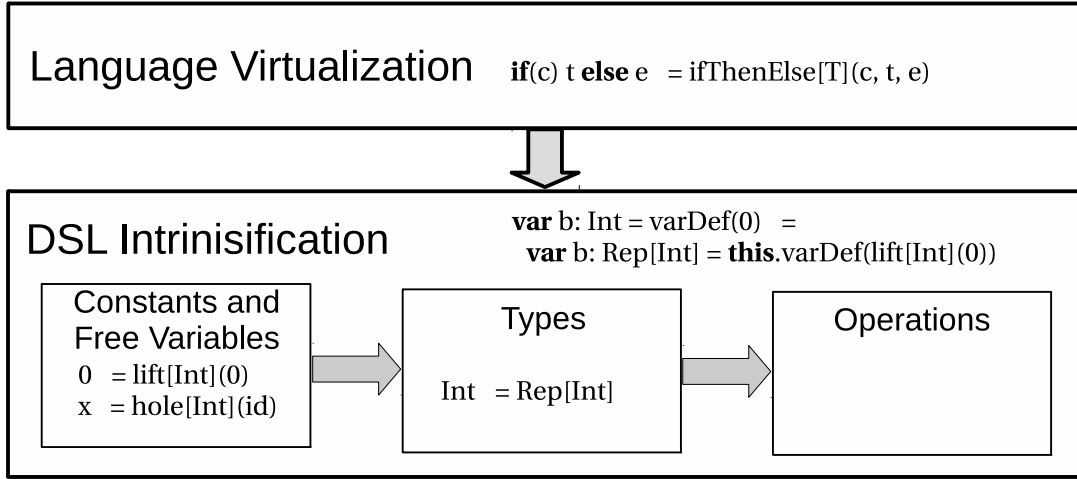 Language Virtualization
if(c) t else e = ifThenElse[T](c, t, e)
DSL Intrinisification
var b: Int = varDef(0) =
var b: Rep[Int] = this.varDef(lift[Int](0))
Constants and
Free Variables
0 = lift[Int](0)
x = hole[Int](id)
Types
Int = Rep[Int]
Operations